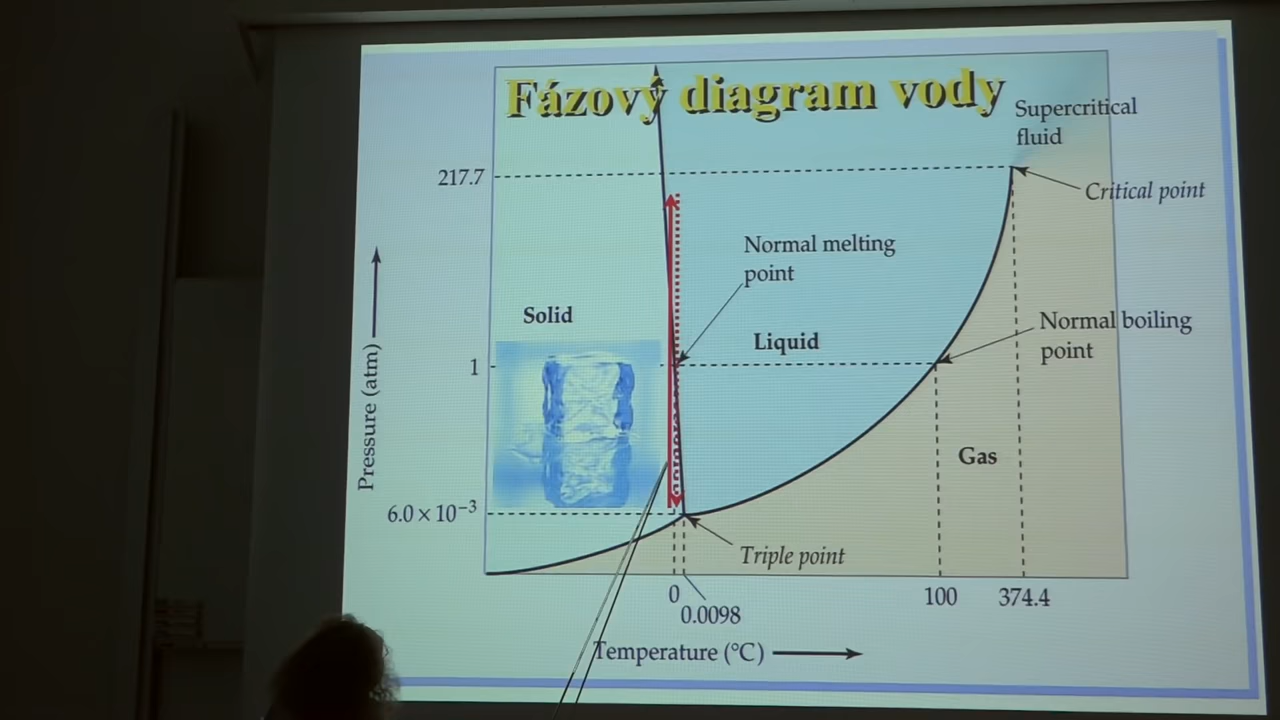 Fázový diagram vody
Supercritical
fluid
217.7
Critical point
Normal melting
point
Solid
Normal boiling
point
Liquid
1
Pressure (atm)
Gas
6.0 × 10⁻³
Triple point
0
100
374.4
0.0098
Temperature (°C)